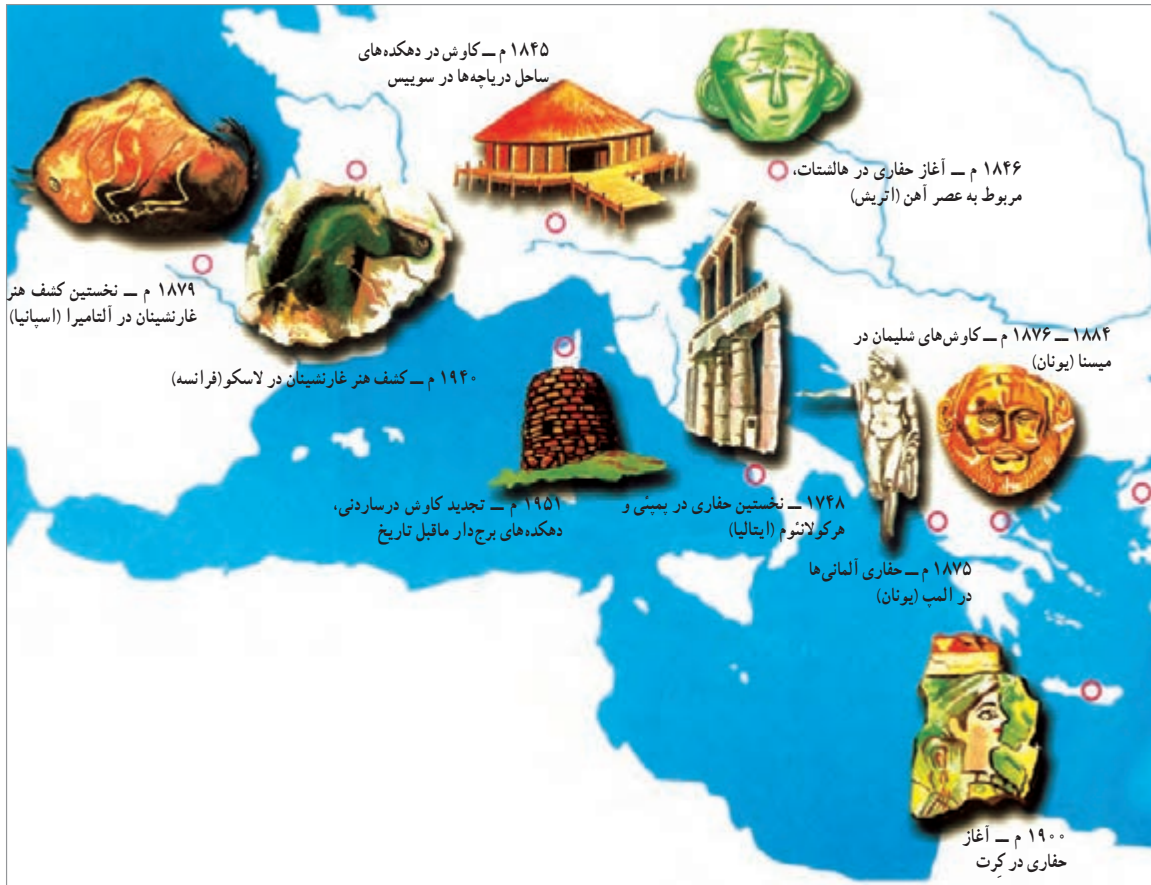 ۱۸۴۵ م ــ کاوش در دهکده‌های
ساحل دریاچه‌ها در سوییس
۱۸۴۶ م ــ آغاز حفاری در هالشتات،
مربوط به عصر آهن (اتریش)
۱۸۷۹ م ــ نخستین کشف هنر
غارنشینان در آلتامیرا (اسپانیا)
۱۸۸۴ ــ ۱۸۷۶ م ــ کاوش‌های شلیمان در
میسنا (یونان)
۱۹۴۰ م ــ کشف هنر غارنشینان در لاسکو (فرانسه)
۱۹۵۱ م ــ تجدید کاوش درساردنی،
دهکده‌های برج‌دار ماقبل تاریخ
۱۷۴۸ ــ نخستین حفاری در پمپئی و
هرکولانئوم (ایتالیا)
۱۸۷۵ م ــ حفاری آلمانی‌ها
در المپ (یونان)
۱۹۰۰ م ــ آغاز
حفاری در کِرت